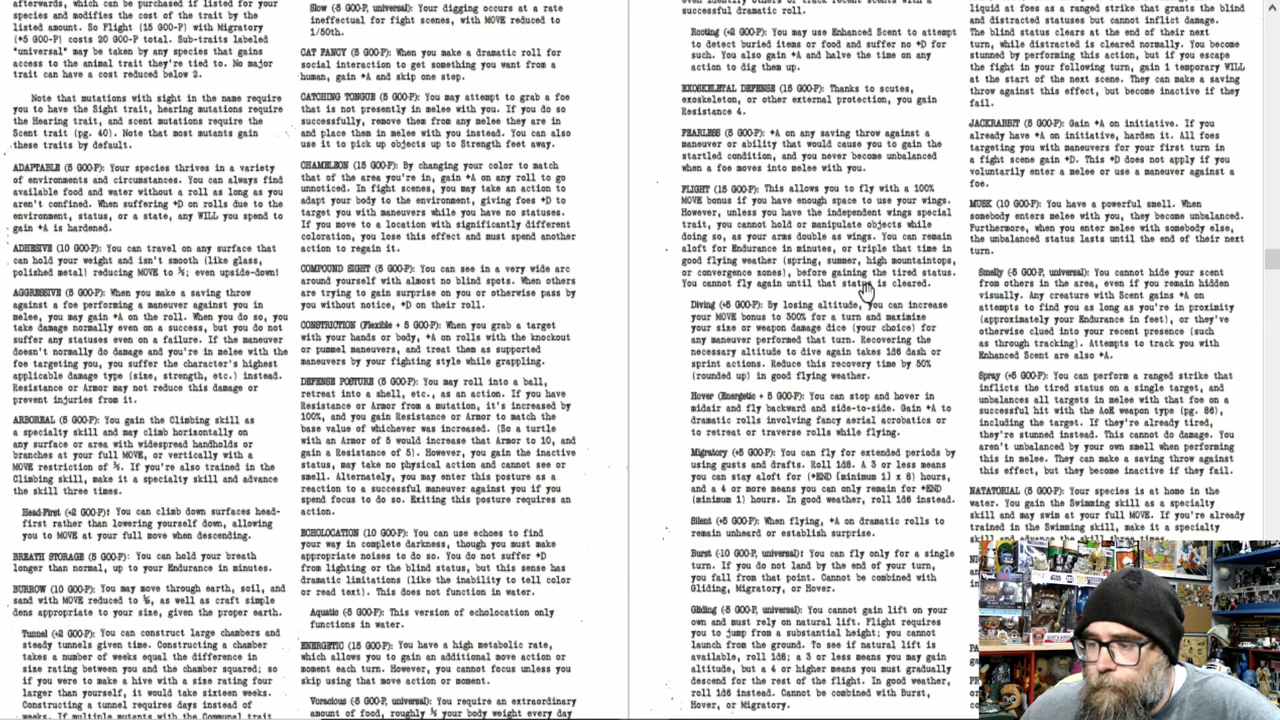 afterwards, which can be purchased if listed for your
species and modifies the cost of the trait by the
listed amount. So Flight (15 GOO-P) with Migratory
(+5 GOO-P) costs 20 GOO-P total. Sub-traits labeled
"universal" may be taken by any species that gains
access to the animal trait they're tied to. No major
trait can have a cost reduced below 2.
Note that mutations with sight in the name require
you to have the Sight trait, hearing mutations require
the Hearing trait, and scent mutations require the
Scent trait (pg. 40). Note that most mutants gain
these traits by default.
ADAPTABLE (5 GOO-P): Your species thrives in a variety
of environments and circumstances. You can always find
available food and water without a roll as long as you
aren't confined. When suffering +D on rolls due to the
environment, status, or a state, any WILL you spend to
gain +A is hardened.
ADHESIVE (10 GOO-P): You can travel on any surface that
can hold your weight and isn't smooth (like glass,
polished metal) reducing MOVE to ½; even upside-down!
AGGRESSIVE (5 GOO-P): When you make a saving throw
against a foe performing a maneuver against you in
melee, you may gain +A on the roll. When you do so, you
take damage normally even on a success, but you do not
suffer any statuses even on a failure. If the maneuver
doesn't normally do damage and you're in melee with the
foe targeting you, you suffer the character's highest
applicable damage type (size, strength, etc.) instead.
Resistance or Armor may not reduce this damage or
prevent injuries from it.
ARBOREAL (5 GOO-P): You gain the Climbing skill as
a specialty skill and may climb horizontally on
any surface or area with widespread handholds or
branches at your full MOVE, or vertically with a
MOVE restriction of ½. If you're also trained in the
Climbing skill, make it a specialty skill and advance
the skill three times.
Head-First (+2 GOO-P): You can climb down surfaces head-
first rather than lowering yourself down, allowing
you to MOVE at full move when descending.
BREATH STORAGE (5 GOO-P): You can hold your breath
longer than normal, up to your Endurance in minutes.
BURROW (10 GOO-P): You may move through earth, soil, and
sand with MOVE reduced to ⅕, as well as craft simple
dens appropriate to your size, given the proper earth.
Tunnel (+2 GOO-P): You can construct large chambers and
steady tunnels given time. Constructing a chamber
takes a number of weeks equal the difference in
size rating between you and the chamber squared; so
if you were to make a hive with a size rating four
larger than yourself, it would take sixteen weeks.
Constructing a tunnel requires days instead of
weeks. If multiple mutants with the Communal trait
Slow (-5 GOO-P, universal): Your digging occurs at a rate
ineffectual for fight scenes, with MOVE reduced to
1/50th.
CAT FANCY (5 GOO-P): When you make a dramatic roll for
social interaction to get something you want from a
human, gain +A and skip one step.
CATCHING TONGUE (5 GOO-P): You may attempt to grab a foe
that is not presently in melee with you. If you do so
successfully, remove them from any melee they are in
and place them in melee with you instead. You can also
use it to pick up objects up to Strength feet away.
CHAMELEON (15 GOO-P): By changing your color to match
that of the area you're in, gain +A on any roll to go
unnoticed. In fight scenes, you may take an action to
adapt your body to the environment, giving foes +D to
target you with maneuvers while you have no statuses.
If you move to a location with significantly different
coloration, you lose this effect and must spend another
action to regain it.
COMPOUND SIGHT (5 GOO-P): You can see in a very wide arc
around yourself with almost no blind spots. When others
are trying to gain surprise on you or otherwise pass
by you without notice, +D on their roll.
CONSTRICTION (Flexible + 5 GOO-P): When you grab a target
with your hands or body, +A on rolls with the knockout
or pummel maneuvers, and treat them as supported
maneuvers by your fighting style while grappling.
DEFENSE POSTURE (5 GOO-P): You may roll into a ball,
retreat into a shell, etc., as an action. If you have
Resistance or Armor from a mutation, it's increased by
100%, and you gain Resistance or Armor to match the
base value of whichever was increased. (So a turtle
with an Armor of 5 would increase that Armor to 10, and
gain a Resistance of 5). However, you gain the inactive
status, may take no physical action and cannot see or
smell. Alternately, you may enter this posture as a
reaction to a successful maneuver against you if you
spend focus to do so. Exiting this posture requires an
action.
ECHOLOCATION (10 GOO-P): You can use echoes to find
your way in complete darkness, though you must make
appropriate noises to do so. You do not suffer +D
from lighting or the blind status, but this sense has
dramatic limitations (like the inability to tell color
or read text). This does not function in water.
Aquatic (5 GOO-P): This version of echolocation only
functions in water.
ENERGETIC (15 GOO-P): You have a high metabolic rate,
which allows you to gain an additional move action or
moment each turn. However, you cannot focus unless you
skip using that move action or moment.
Voracious (-5 GOO-P, universal): You require an extraordinary
amount of food, roughly ½ your body weight every day
successful dramatic roll.
Rooting (+2 GOO-P): You may use Enhanced Scent to attempt
to detect buried items or food and suffer no +D for
such. You also gain +A and halve the time on any
action to dig them up.
EXOSKELETAL DEFENSE (15 GOO-P): Thanks to scutes,
exoskeleton, or other external protection, you gain
Resistance 4.
FEARLESS (5 GOO-P): +A on any saving throw against a
maneuver or ability that would cause you to gain the
startled condition, and you never become unbalanced
when a foe moves into melee with you.
FLIGHT (15 GOO-P): This allows you to fly with a 100%
MOVE bonus if you have enough space to use your wings.
However, unless you have the independent wings special
trait, you cannot hold or manipulate objects while
doing so, as your arms double as wings. You can remain
aloft for Endurance in minutes, or triple that time in
good flying weather (spring, summer, high mountaintops,
or convergence zones), before gaining the tired status.
You cannot fly again until that status is cleared.
Diving (+5 GOO-P): By losing altitude, you can increase
your MOVE bonus to 300% for a turn and maximize
your size or weapon damage dice (your choice) for
any maneuver performed that turn. Recovering the
necessary altitude to dive again takes 1d6 dash or
sprint actions. Reduce this recovery time by 50%
(rounded up) in good flying weather.
Hover (Energetic + 5 GOO-P): You can stop and hover in
midair and fly backward and side-to-side. Gain +A to
dramatic rolls involving fancy aerial acrobatics or
to retreat or traverse rolls while flying.
Migratory (+5 GOO-P): You can fly for extended periods by
using gusts and drafts. Roll 1d8. A 3 or less means
you can stay aloft for (+END (minimum 1) x 6) hours,
and a 4 or more means you can only remain for +END
(minimum 1) hours. In good weather, roll 1d6 instead.
Silent (+5 GOO-P): When flying, +A on dramatic rolls to
remain unheard or establish surprise.
Burst (-10 GOO-P, universal): You can fly only for a single
turn. If you do not land by the end of your turn,
you fall from that point. Cannot be combined with
Gliding, Migratory, or Hover.
Gliding (-5 GOO-P, universal): You cannot gain lift on your
own and must rely on natural lift. Flight requires
you to jump from a substantial height; you cannot
launch from the ground. To see if natural lift is
available, roll 1d8; a 3 or less means you may gain
altitude, but a 4 or higher means you must gradually
descend for the rest of the flight. In good weather,
roll 1d6 instead. Cannot be combined with Burst,
Hover, or Migratory.
liquid at foes as a ranged strike that grants the blind
and distracted statuses but cannot inflict damage.
The blind status clears at the end of their next
turn, while distracted is cleared normally. You become
stunned by performing this action, but if you escape
the fight in your following turn, gain 1 temporary WILL
at the start of the next scene. They can make a saving
throw against this effect, but become inactive if they
fail.
JACKRABBIT (5 GOO-P): Gain +A on initiative. If you
already have +A on initiative, harden it. All foes
targeting you with maneuvers for your first turn in
a fight scene gain +D. This +D does not apply if you
voluntarily enter a melee or use a maneuver against a
foe.
MUSK (10 GOO-P): You have a powerful smell. When
somebody enters melee with you, they become unbalanced.
Furthermore, when you enter melee with somebody else,
the unbalanced status lasts until the end of their next
turn.
Smelly (-5 GOO-P, universal): You cannot hide your scent
from others in the area, even if you remain hidden
visually. Any creature with Scent gains +A on
attempts to find you as long as you're in proximity
(approximately your Endurance in feet), or they've
otherwise clued into your recent presence (such
as through tracking). Attempts to track you with
Enhanced Scent are also +A.
Spray (+5 GOO-P): You can perform a ranged strike that
inflicts the tired status on a single target, and
unbalances all targets in melee with that foe on a
successful hit with the AoE weapon type (pg. 86),
including the target. If they're already tired,
they're stunned instead. This cannot do damage. You
aren't unbalanced by your own smell when performing
this. They can make a saving throw against
this effect, but they become inactive if they fail.
NATATORIAL (5 GOO-P): Your species is at home in the
water. You gain the Swimming skill as a specialty
skill and may swim at your full MOVE. If you're already
trained in the Swimming skill, make it a specialty
skill and advance the skill three times.